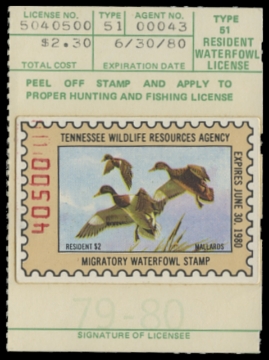 LICENSE NO. TYPE AGENT NO.
5040500 51 00043
$2.30 6/30/80
TOTAL COST EXPIRATION DATE
TYPE
51
RESIDENT
WATERFOWL
LICENSE
PEEL OFF STAMP AND APPLY TO
PROPER HUNTING AND FISHING LICENSE
40500
TENNESSEE WILDLIFE RESOURCES AGENCY
EXPIRES JUNE 30 1980
RESIDENT $2 MALLARDS
MIGRATORY WATERFOWL STAMP
79-80
SIGNATURE OF LICENSEE